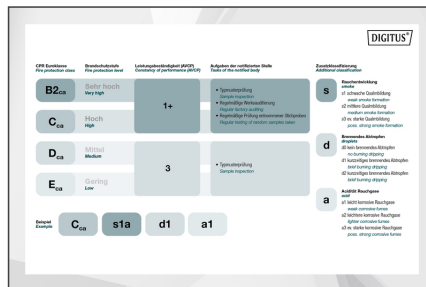 DIGITUS®
CPR Euroklasse
CPR Fire protection class
Brandschutzstufe
Fire protection level
Leistungsbeständigkeit (AVCP)
Constancy of performance (AVCP)
Aufgaben der notifizierten Stelle
Tasks of the notified body
Zusatzklassifizierung
Additional classification
B2ca
Sehr hoch
Very high
1+
• Typenusterprüfung
Sample inspection
• Regelmäßige Werksauditierung
Regular factory auditing
• Regelmäßige Prüfung entnommener Stichproben
Regular testing of random samples taken
Cca
Hoch
High
Dca
Mittel
Medium
3
• Typenusterprüfung
Sample inspection
Eca
Gering
Low
s
Rauchentwicklung
smoke
s1 schwache Qualmbildung
weak smoke formation
s2 mittlere Qualmbildung
medium smoke formation
s3 ev. starke Qualmbildung
poss. strong smoke formation
d
Brennendes Abtropfen
droplets
d0 kein brennendes Abtropfen
no burning dripping
d1 kurzzeitiges brennendes Abtropfen
brief burning dripping
d2 kurzzeitiges brennendes Abtropfen
brief burning dripping
a
Acidität Rauchgase
acid
a1 leicht korrosive Rauchgase
weak corrosive fumes
a2 leichtere korrosive Rauchgase
lighter corrosive fumes
a3 ev. starke korrosive Rauchgase
poss. strong corrosive fumes
Beispiel
Example
Cca
s1a
d1
a1